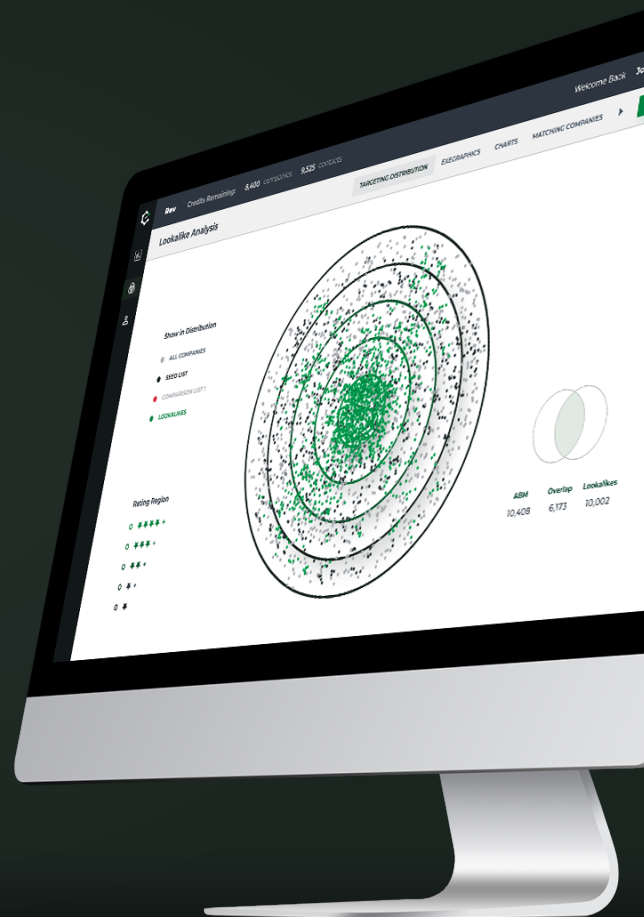 Welcome Back Jo
Rev Credits Remaining: 8,400 companies 9,325 contacts
Lookalike Analysis
TARGETING DISTRIBUTION EXEGRAPHICS CHARTS MATCHING COMPANIES
Show in Distribution
ALL COMPANIES
SEED LIST
COMPARISON LIST 1
LOOKALIKES
Rating Region
ABM Overlap Lookalikes
10,408 6,173 10,002